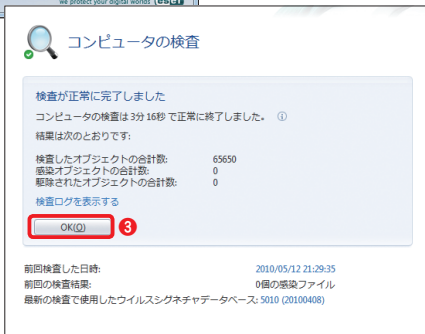 we protect your digital worlds eset
コンピュータの検査
検査が正常に完了しました
コンピュータの検査は 3分 16秒 で正常に終了しました。
結果は次のとおりです:
検査したオブジェクトの合計数: 65650
感染オブジェクトの合計数: 0
駆除されたオブジェクトの合計数: 0
検査ログを表示する
OK(O) 3
前回検査した日時: 2010/05/12 21:29:35
前回の検査結果: 0個の感染ファイル
最新の検査で使用したウイルスシグネチャデータベース: 5010 (20100408)